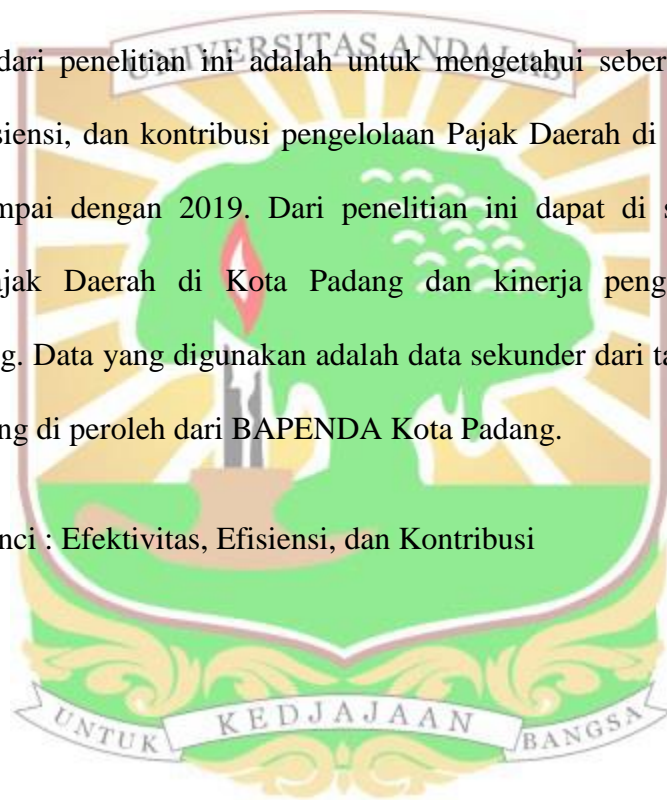 UNIVERSITAS ANDALAS
dari penelitian ini adalah untuk mengetahui seber
siensi, dan kontribusi pengelolaan Pajak Daerah di
mpai dengan 2019. Dari penelitian ini dapat di s
ajak Daerah di Kota Padang dan kinerja peng
g. Data yang digunakan adalah data sekunder dari ta
ng di peroleh dari BAPENDA Kota Padang.
nci : Efektivitas, Efisiensi, dan Kontribusi
UNTUK KEDJAJAAN BANGSA